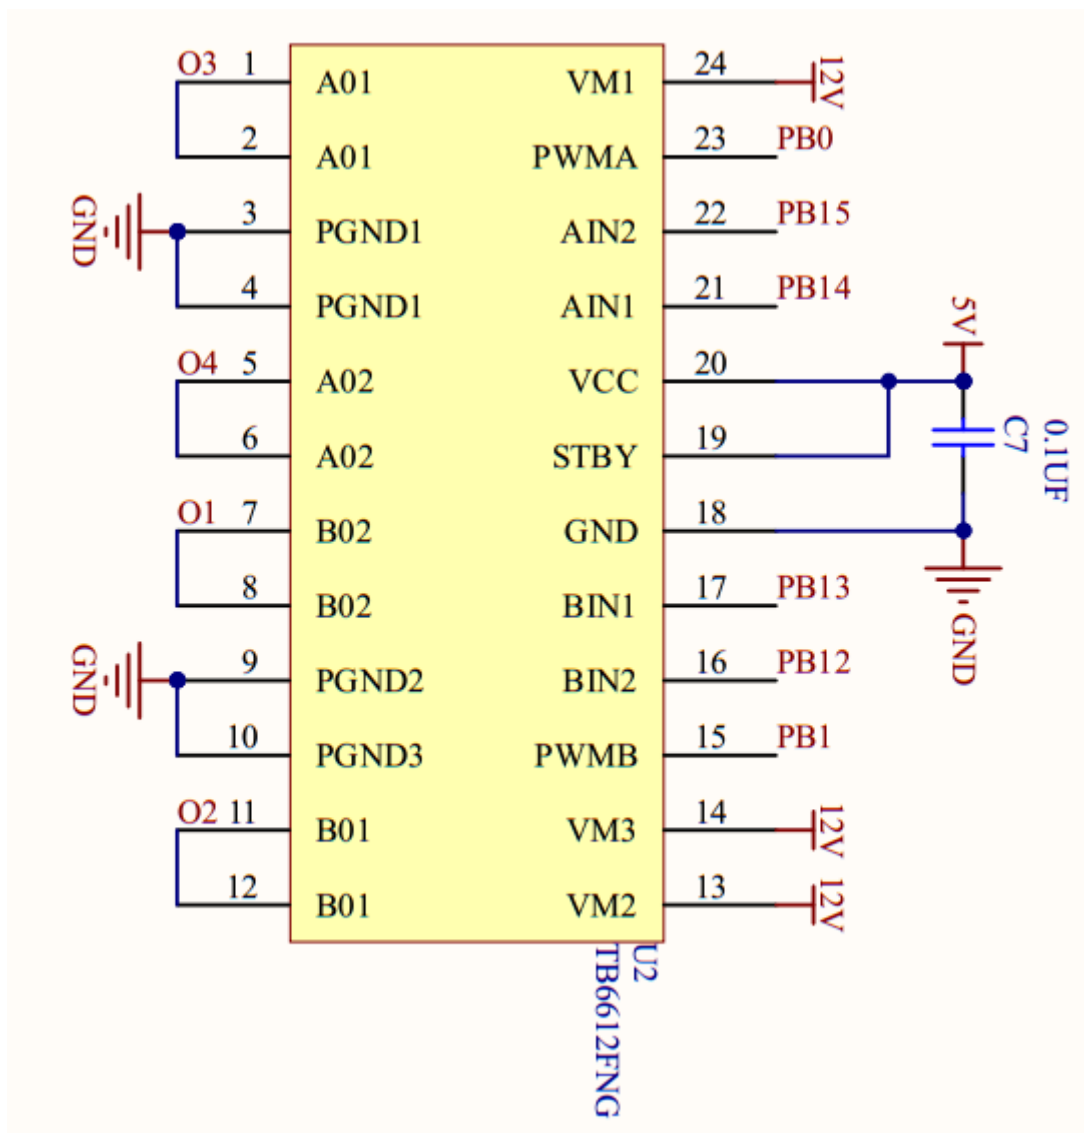 O3 1 A01 VM1 24 12V
2 A01 PWMA 23 PB0
GND 3 PGND1 AIN2 22 PB15
4 PGND1 AIN1 21 PB14
5V
O4 5 A02 VCC 20
6 A02 STBY 19 C7 0.1UF
O1 7 B02 GND 18
8 B02 BIN1 17 PB13
GND
GND 9 PGND2 BIN2 16 PB12
10 PGND3 PWMB 15 PB1
O2 11 B01 VM3 14 12V
12 B01 VM2 13 12V
U2
TB6612FNG